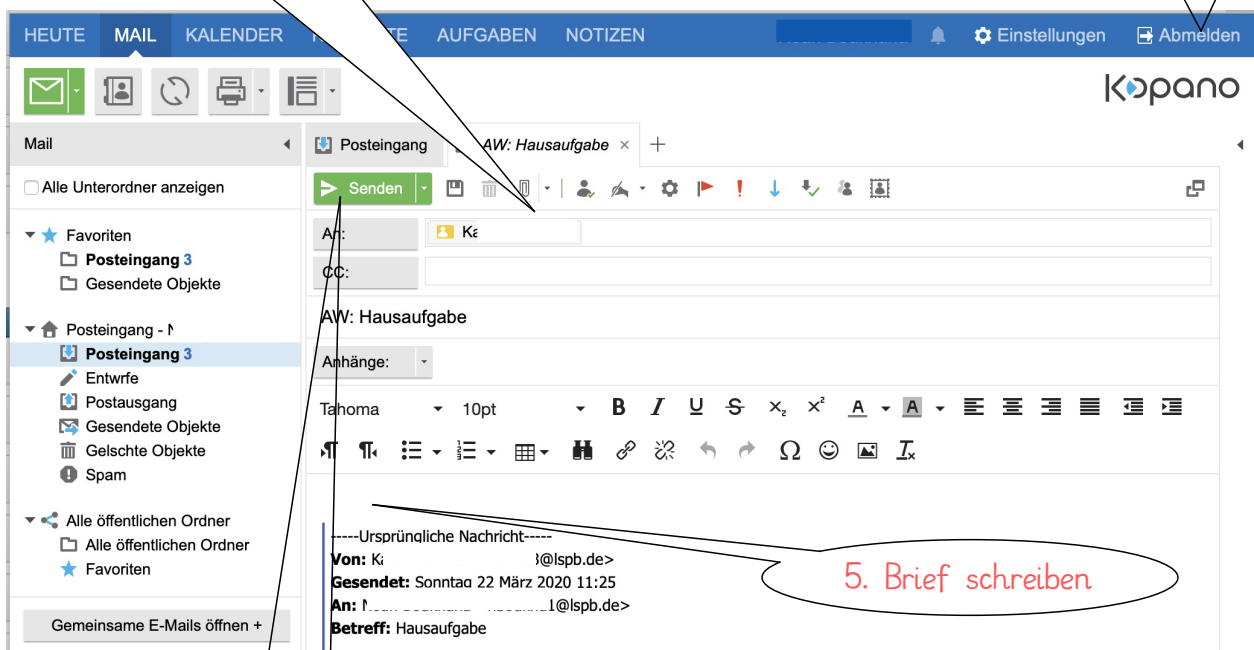 HEUTE MAIL KALENDER AUFGABEN NOTIZEN Einstellungen Abmelden
Kopano
Mail Posteingang AW: Hausaufgabe
Alle Unterordner anzeigen Senden
An:
CC:
Favoriten
Posteingang 3
Gesendete Objekte
AW: Hausaufgabe
Posteingang -
Posteingang 3
Anhänge:
Entwrfe
Postausgang
Tahoma 10pt
Gesendete Objekte
Gelschte Objekte
Spam
Alle öffentlichen Ordner
Alle öffentlichen Ordner
Favoriten
Gemeinsame E-Mails öffnen +
-----Ursprüngliche Nachricht-----
Von: @lspb.de>
Gesendet: Sonntag 22 März 2020 11:25
An: @lspb.de>
Betreff: Hausaufgabe
5. Brief schreiben